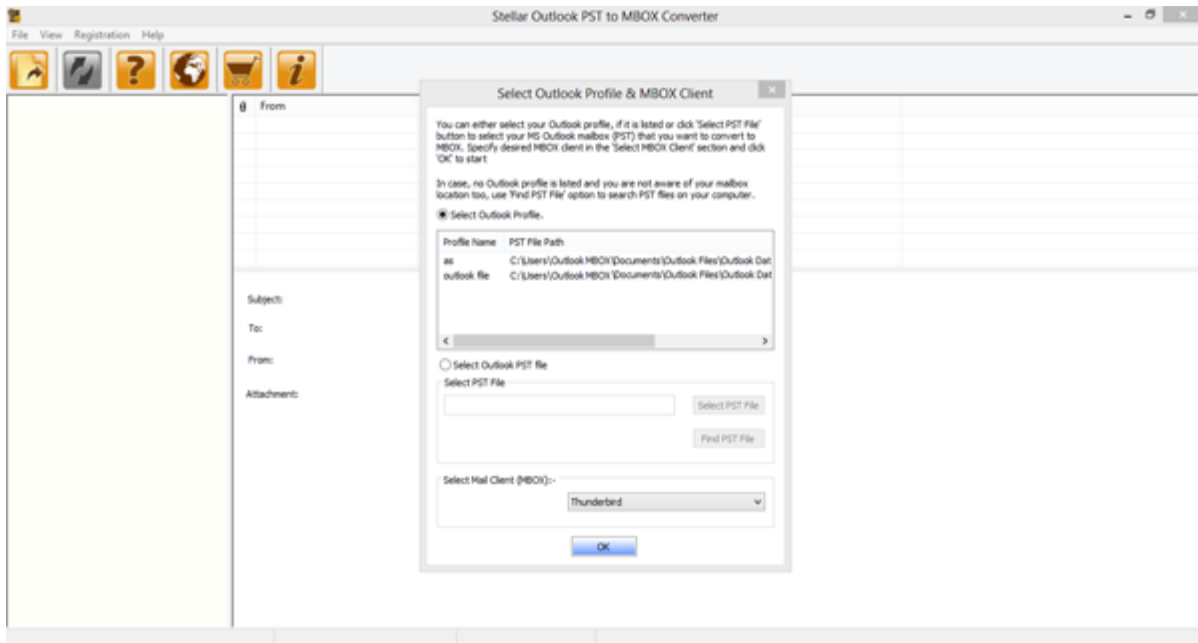 Stellar Outlook PST to MBOX Converter
File View Registration Help
From
Select Outlook Profile & MBOX Client
You can either select your Outlook profile, if it is listed or click 'Select PST File'
button to select your MS Outlook mailbox (PST) that you want to convert to
MBOX. Specify desired MBOX client in the 'Select MBOX Client' section and click
'OK' to start
In case, no Outlook profile is listed and you are not aware of your mailbox
location too, use 'Find PST File' option to search PST files on your computer.
Select Outlook Profile.
Profile Name PST File Path
as C:\Users\Outlook MBOX\Documents\Outlook Files\Outlook Dat
outlook file C:\Users\Outlook MBOX\Documents\Outlook Files\Outlook Dat
Subject:
To:
From:
Attachment:
Select Outlook PST file
Select PST File
Select PST File
Find PST File
Select Mail Client (MBOX):-
Thunderbird
OK